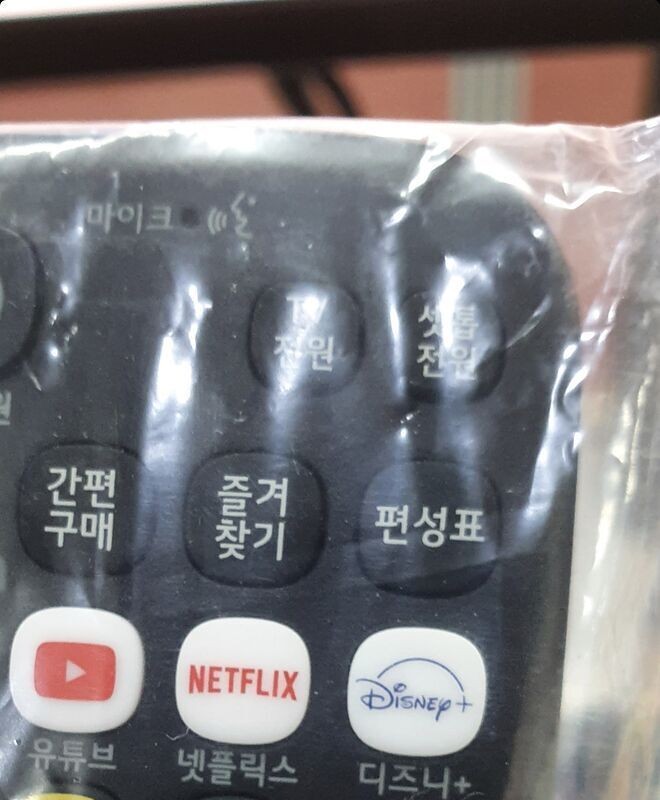 마이크
TV
전원
셋톱
전원
원
간편
구매
즐겨
찾기
편성표
NETFLIX
Disney+
유튜브
넷플릭스
디즈니+